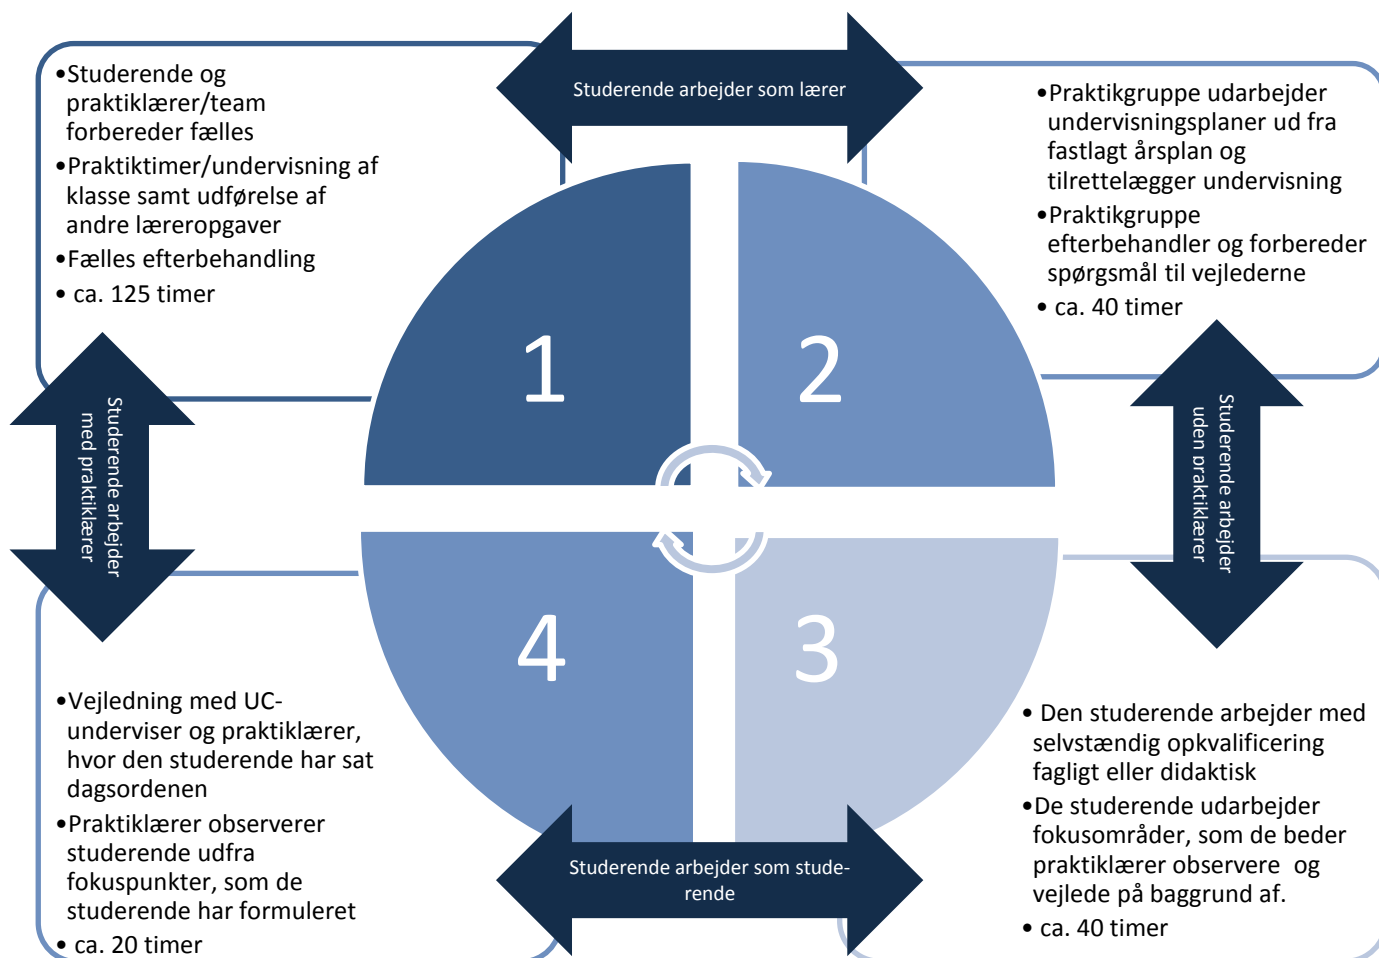 Studerende arbejder som lærer
•Studerende og
praktiklærer/team
forbereder fælles
•Praktiktimer/undervisning af
klasse samt udførelse af
andre læreropgaver
•Fælles efterbehandling
• ca. 125 timer
•Praktikgruppe udarbejder
undervisningsplaner ud fra
fastlagt årsplan og
tilrettelægger undervisning
•Praktikgruppe
efterbehandler og forbereder
spørgsmål til vejlederne
• ca. 40 timer
1
2
Studerende arbejder
med praktiklærer
Studerende arbejder
uden praktiklærer
4
3
•Vejledning med UC-
underviser og praktiklærer,
hvor den studerende har sat
dagsordenen
•Praktiklærer observerer
studerende udfra
fokuspunkter, som de
studerende har formuleret
• ca. 20 timer
• Den studerende arbejder med
selvstændig opkvalificering
fagligt eller didaktisk
•De studerende udarbejder
fokusområder, som de beder
praktiklærer observere og
vejlede på baggrund af.
• ca. 40 timer
Studerende arbejder som stude-
rende